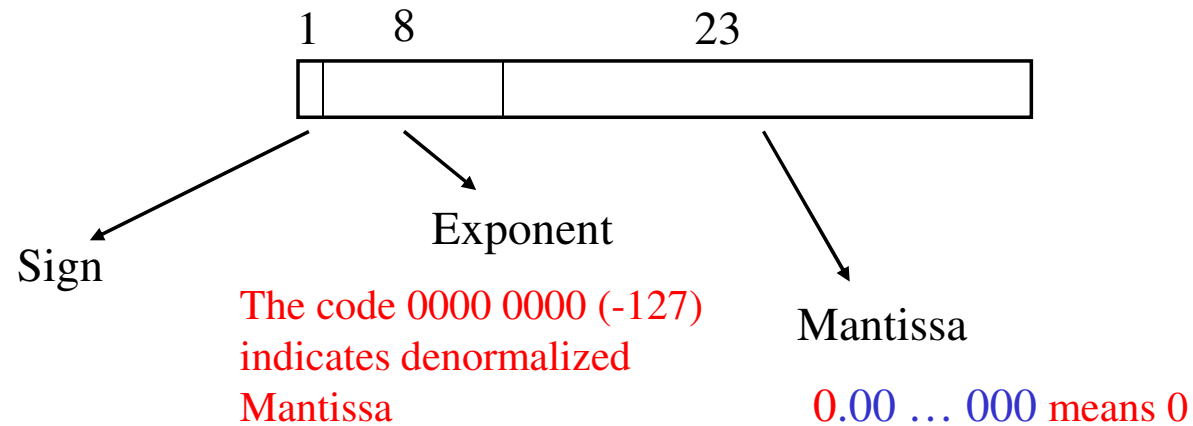 1 8 23
Sign
Exponent
The code 0000 0000 (-127)
indicates denormalized
Mantissa
Mantissa
0.00 … 000 means 0